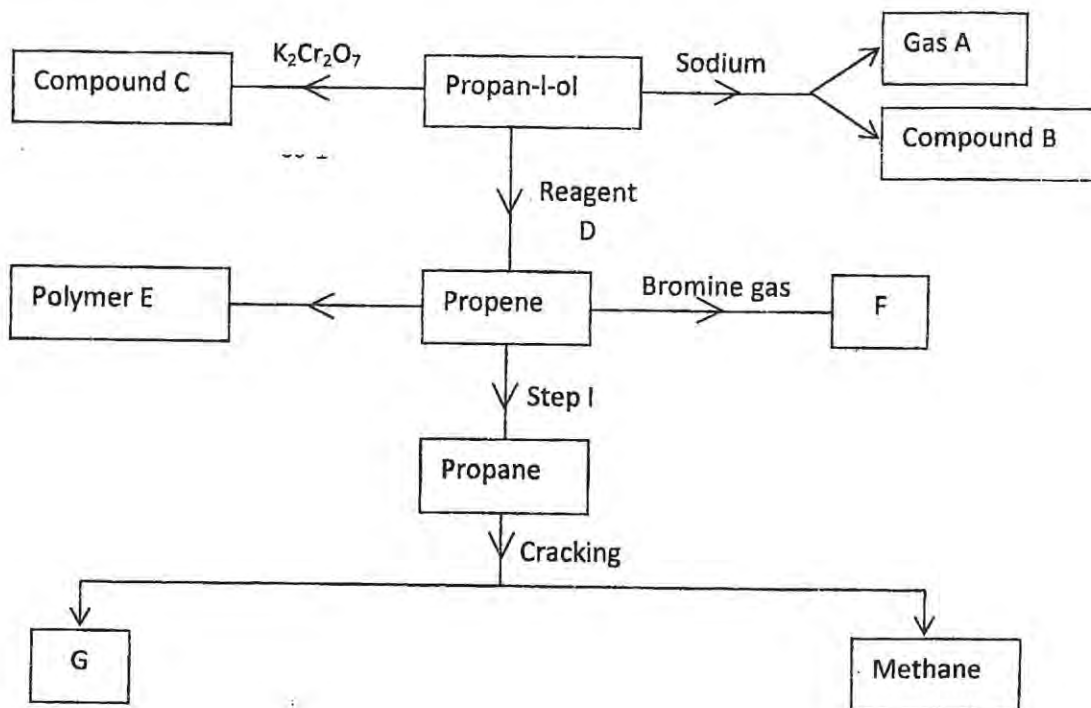 Gas A
K₂Cr₂O₇
Sodium
Compound C
Propan-I-ol
Compound B
Reagent
D
Polymer E
Propene
Bromine gas
F
Step I
Propane
Cracking
G
Methane